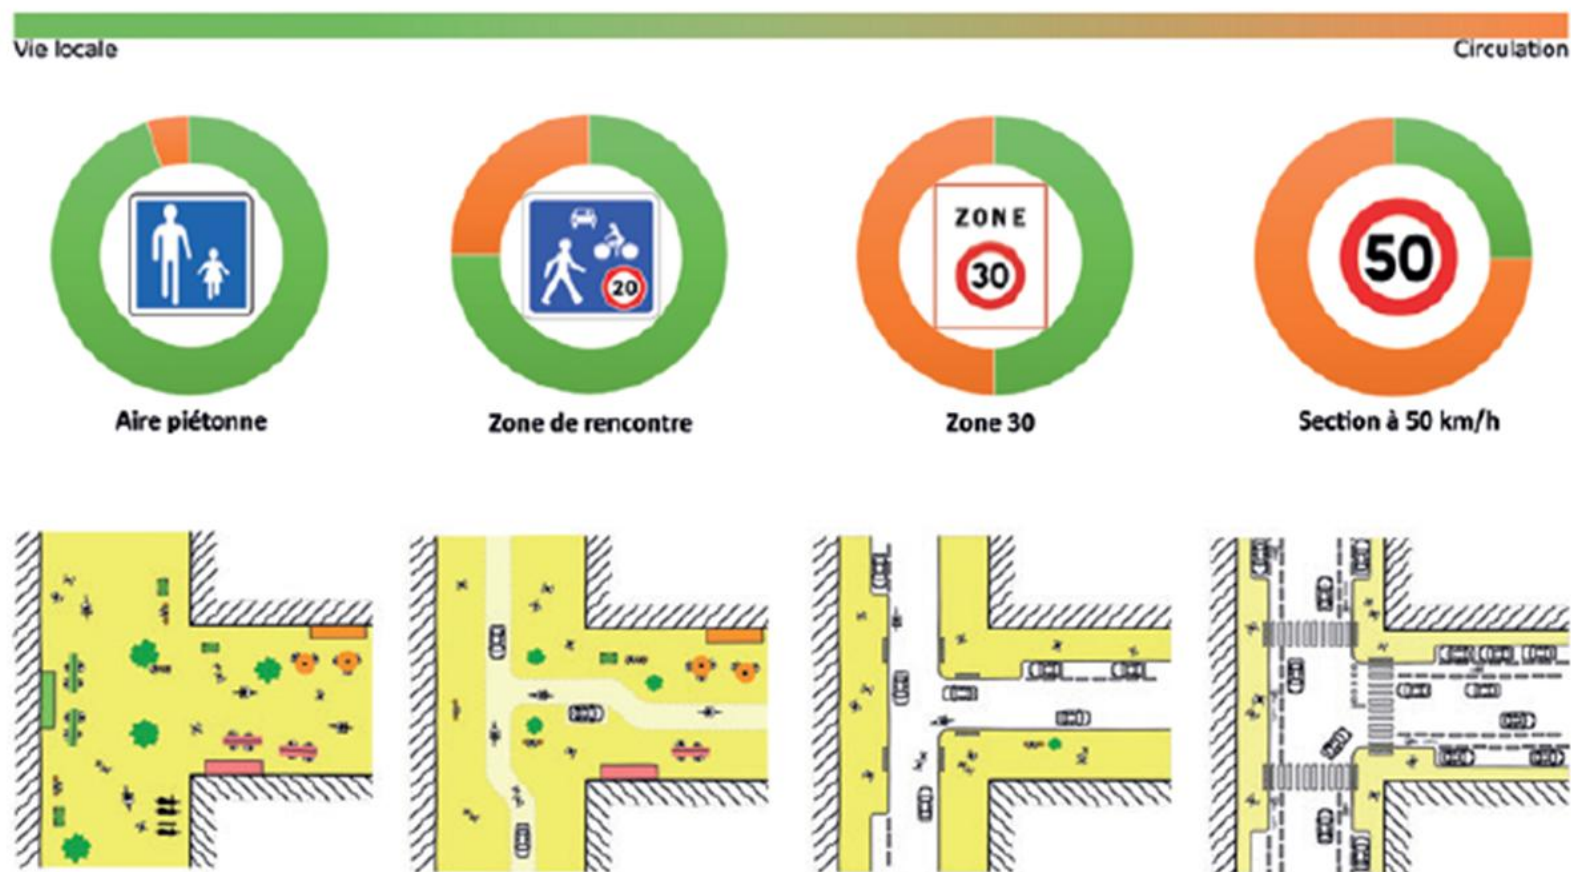 Vie locale
Circulation
20
ZONE
30
50
Aire piétonne
Zone de rencontre
Zone 30
Section à 50 km/h